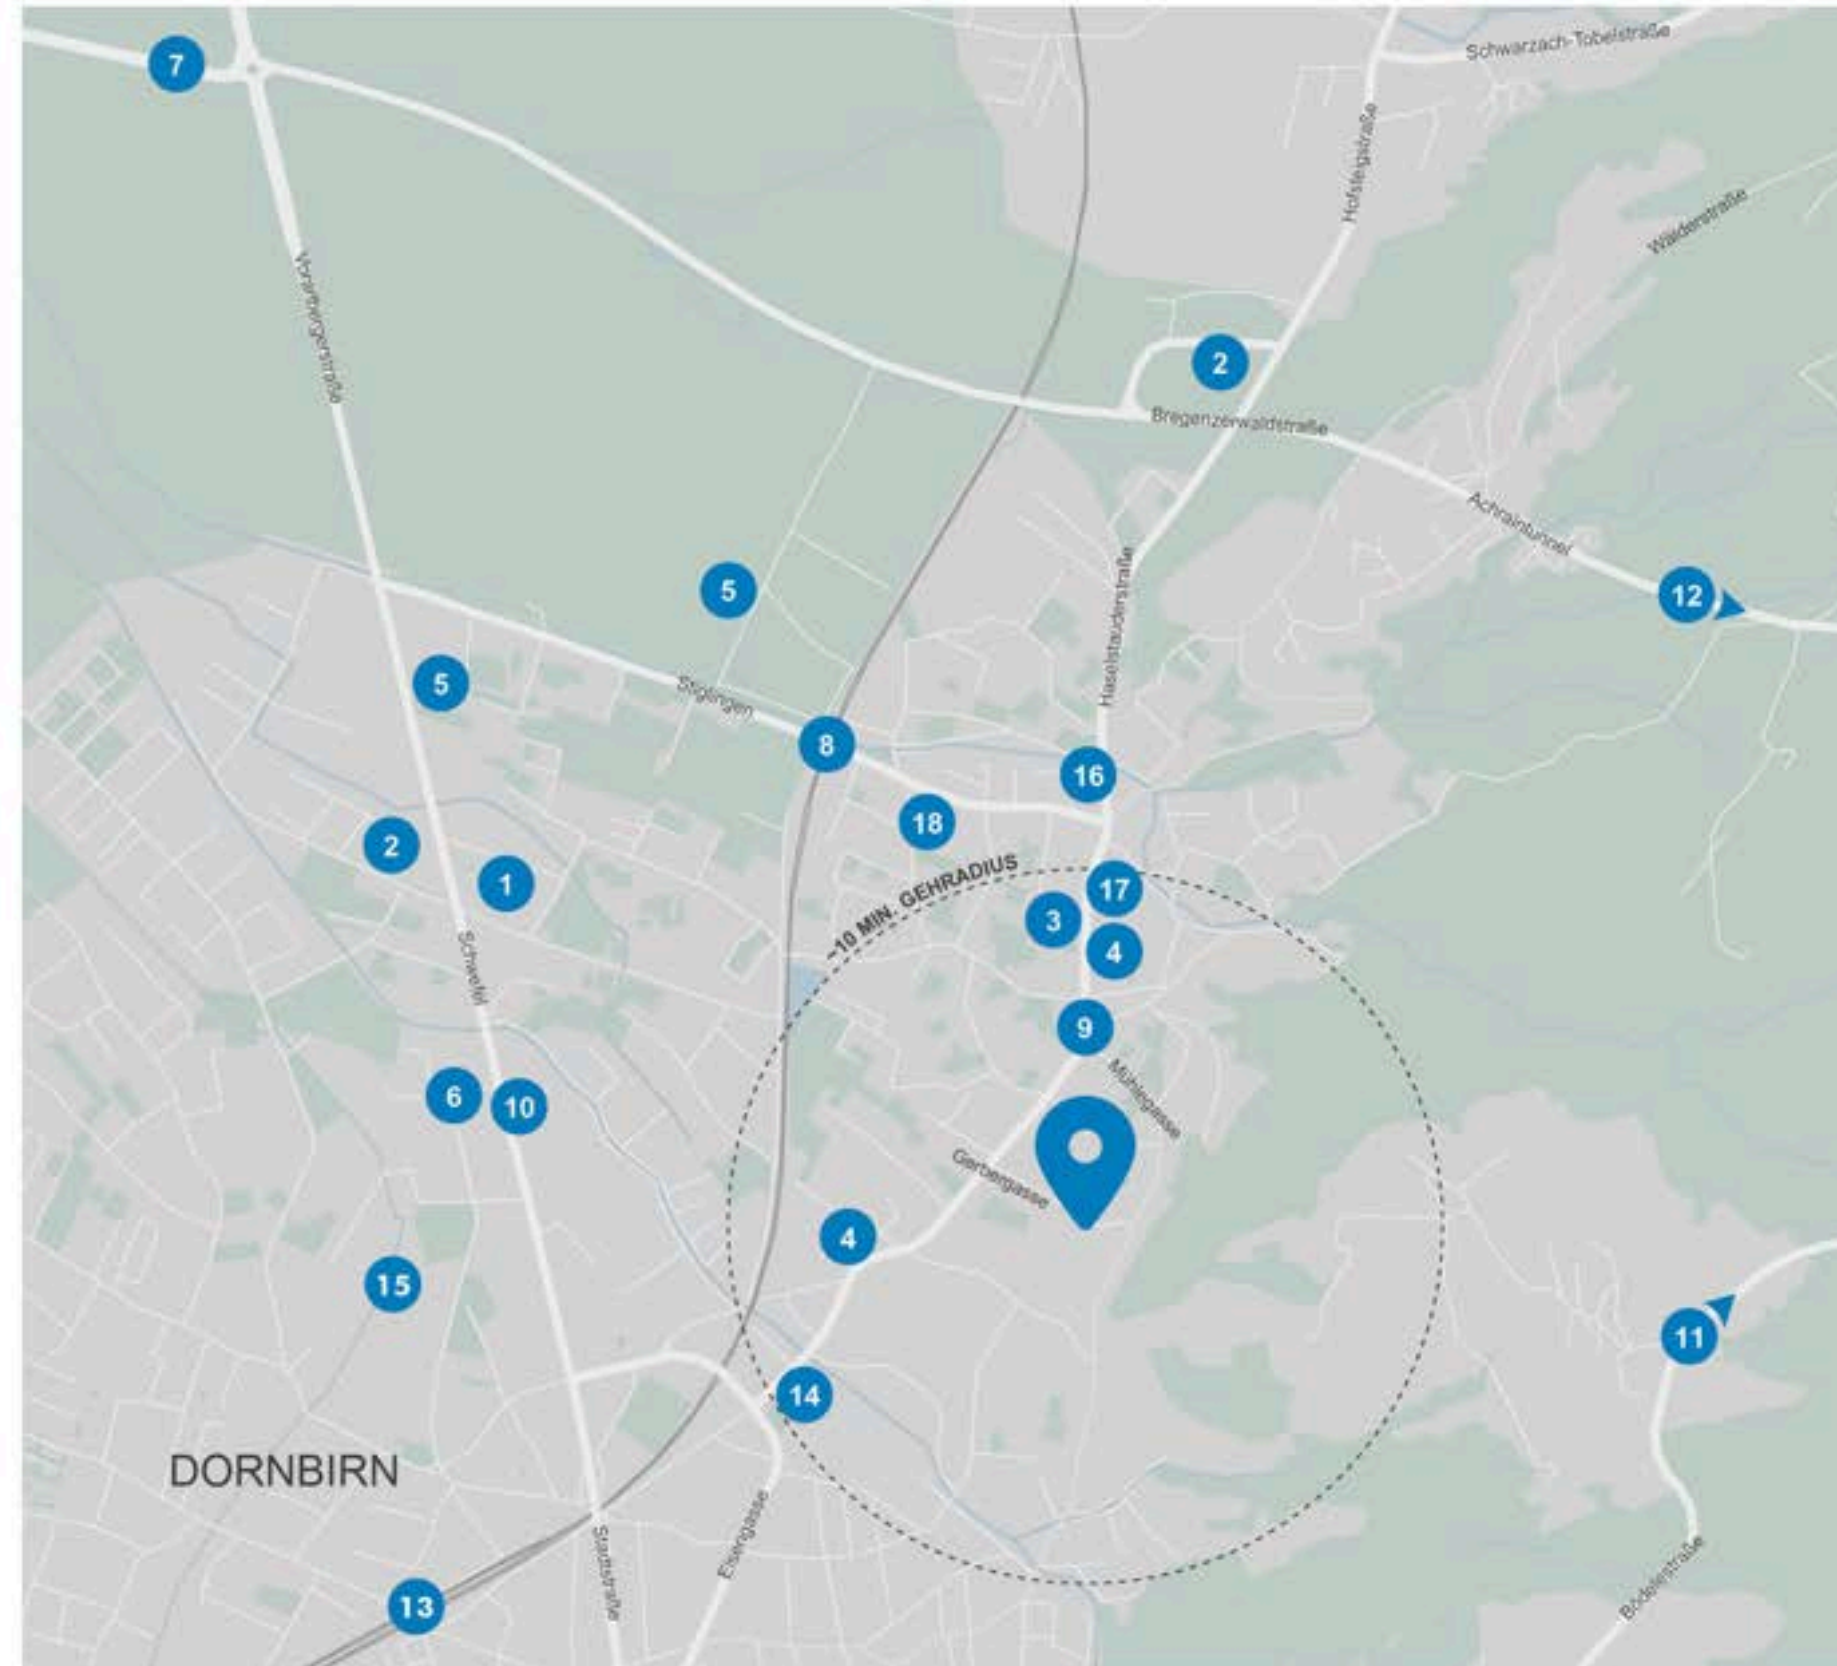 Schwarzach-Tobelstraße
7
Hofsteigstraße
Wälderstraße
Vorarlbergerstraße
2
Bregenzerwaldstraße
Achraintunnel
Haselstauderstraße
5
12
5
Stiglingen
8
16
18
2
1
~10 MIN. GEHRADIUS
17
3
4
Schwefel
9
Mühlegasse
6
10
Gerbergasse
4
15
11
14
DORNBIRN
Eisengasse
Stadtstraße
Bödelestraße
13